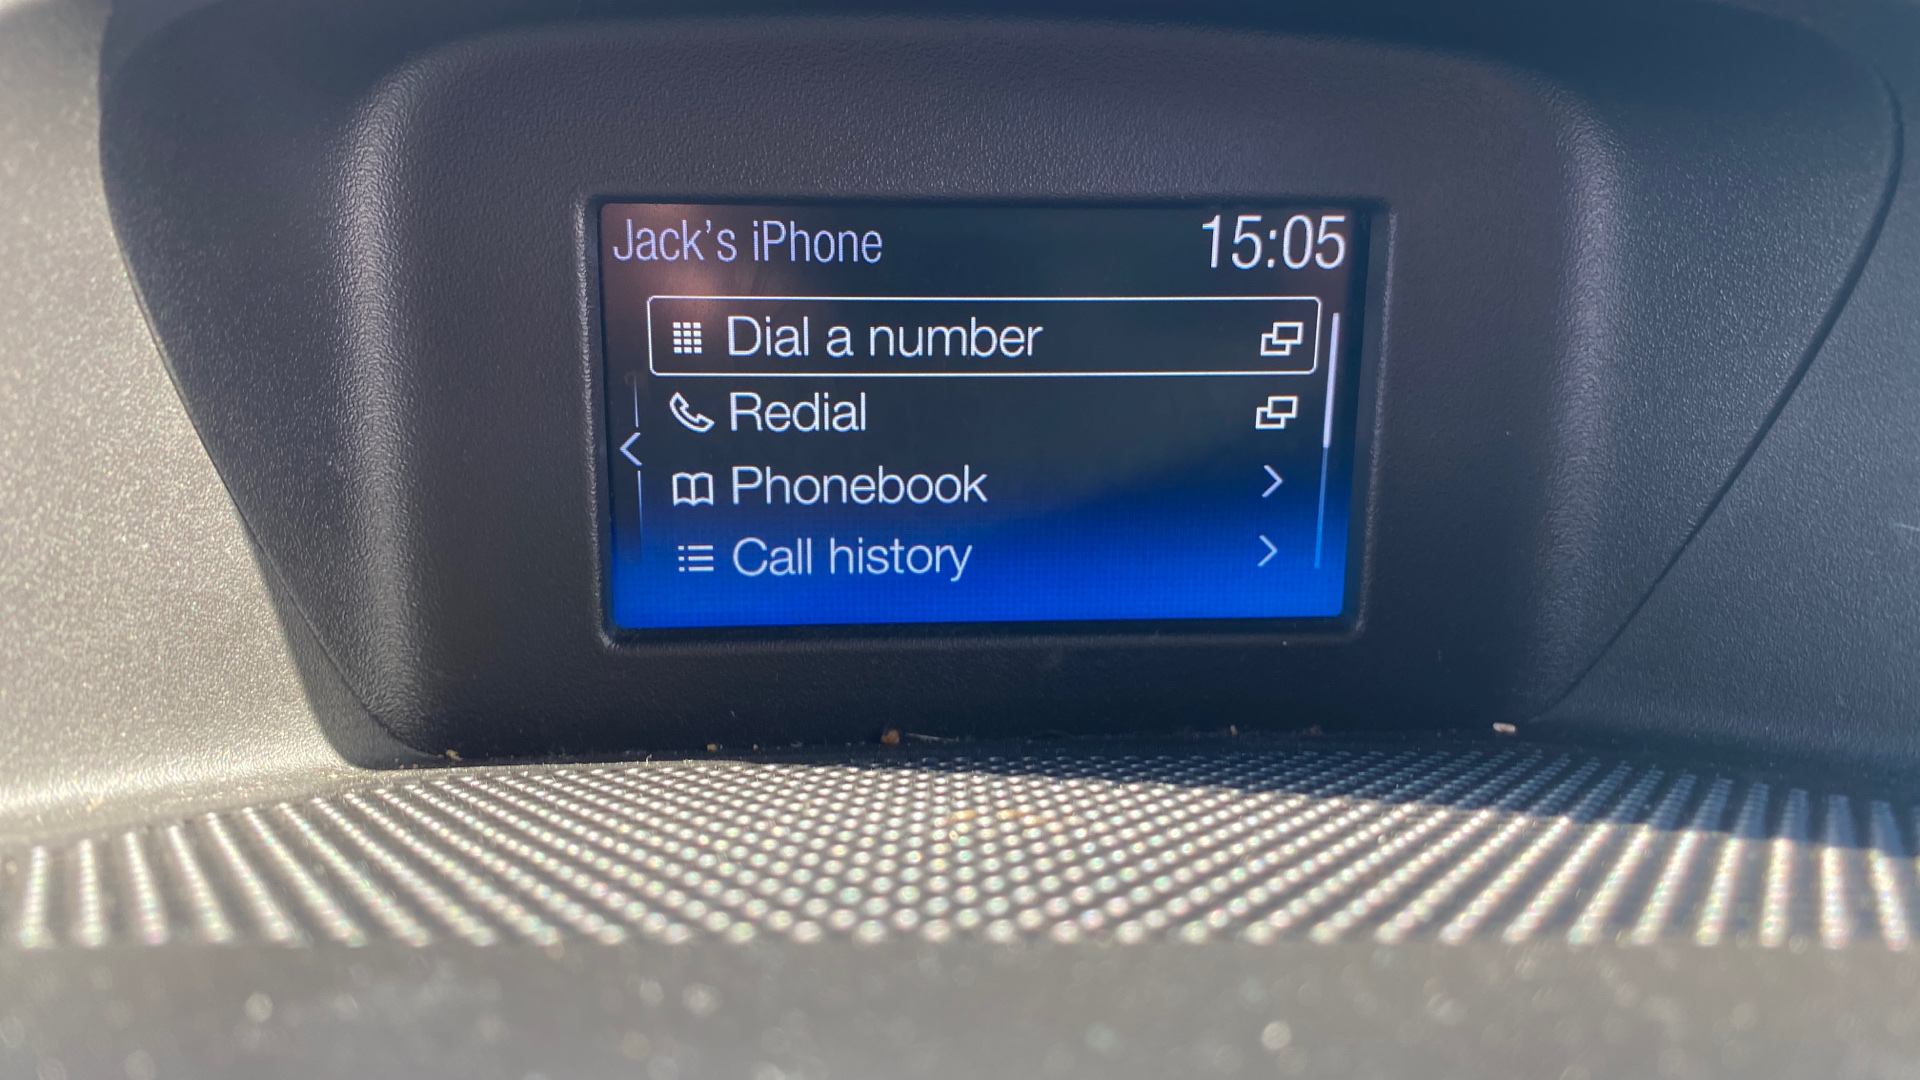 Jack's iPhone 15:05
Dial a number
Redial
Phonebook
Call history